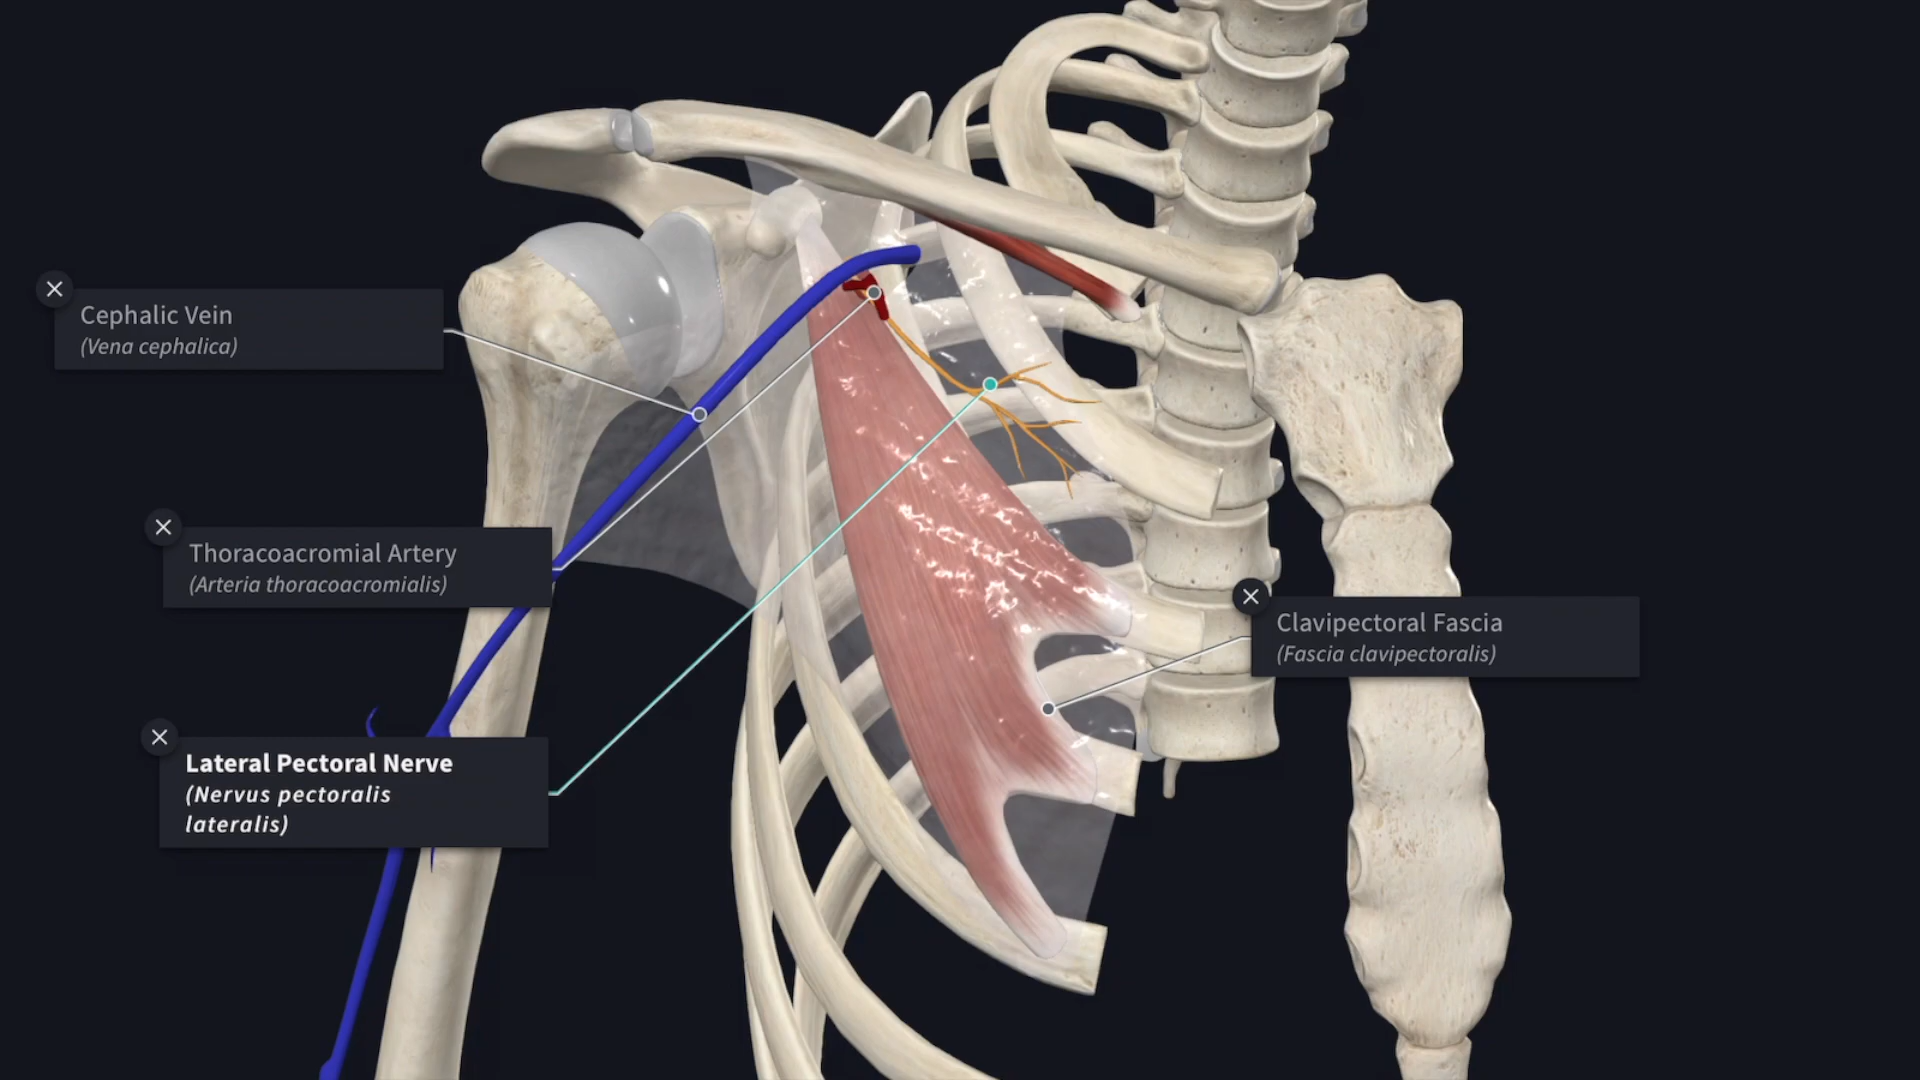 Cephalic Vein
(Vena cephalica)
Thoracoacromial Artery
(Arteria thoracoacromialis)
Clavipectoral Fascia
(Fascia clavipectoralis)
Lateral Pectoral Nerve
(Nervus pectoralis
lateralis)